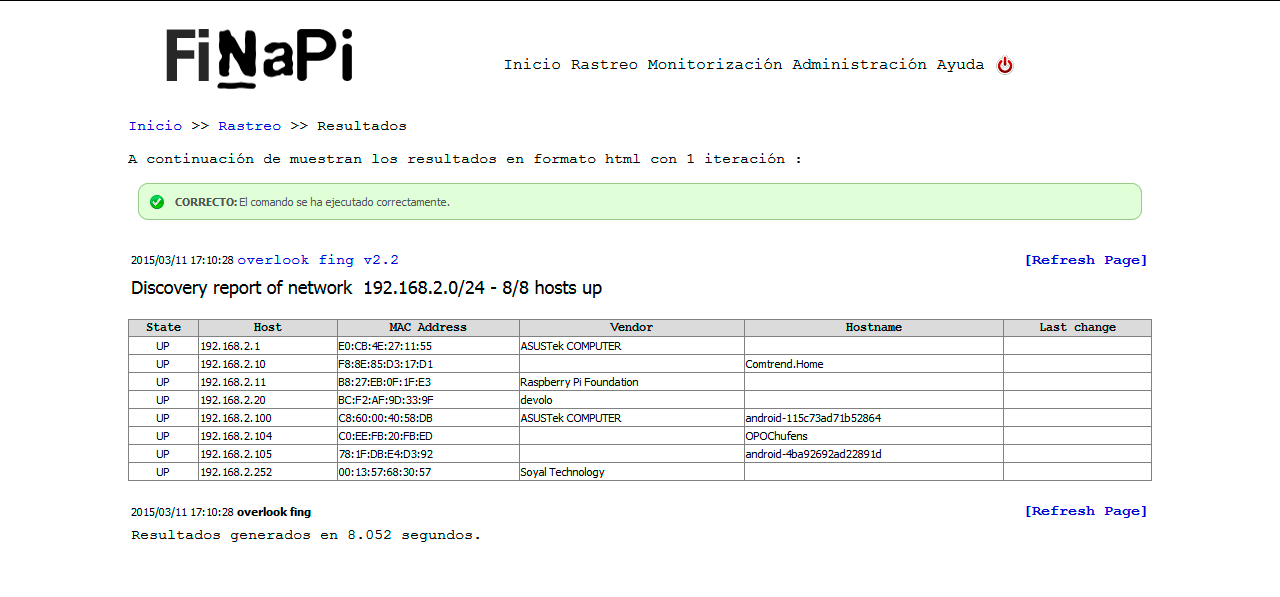 FiNaPi
Inicio Rastreo Monitorización Administración Ayuda
Inicio >> Rastreo >> Resultados
A continuación de muestran los resultados en formato html con 1 iteración :
CORRECTO: El comando se ha ejecutado correctamente.
2015/03/11 17:10:28 overlook fing v2.2 [Refresh Page]
Discovery report of network 192.168.2.0/24 - 8/8 hosts up
State Host MAC Address Vendor Hostname Last change
UP 192.168.2.1 E0:CB:4E:27:11:55 ASUSTek COMPUTER
UP 192.168.2.10 F8:8E:85:D3:17:D1 Comtrend.Home
UP 192.168.2.11 B8:27:EB:0F:1F:E3 Raspberry Pi Foundation
UP 192.168.2.20 BC:F2:AF:9D:33:9F devolo
UP 192.168.2.100 C8:60:00:40:58:DB ASUSTek COMPUTER android-115c73ad71b52864
UP 192.168.2.104 C0:EE:FB:20:FB:ED OPOChufens
UP 192.168.2.105 78:1F:DB:E4:D3:92 android-4ba92692ad22891d
UP 192.168.2.252 00:13:57:68:30:57 Soyal Technology
2015/03/11 17:10:28 overlook fing [Refresh Page]
Resultados generados en 8.052 segundos.